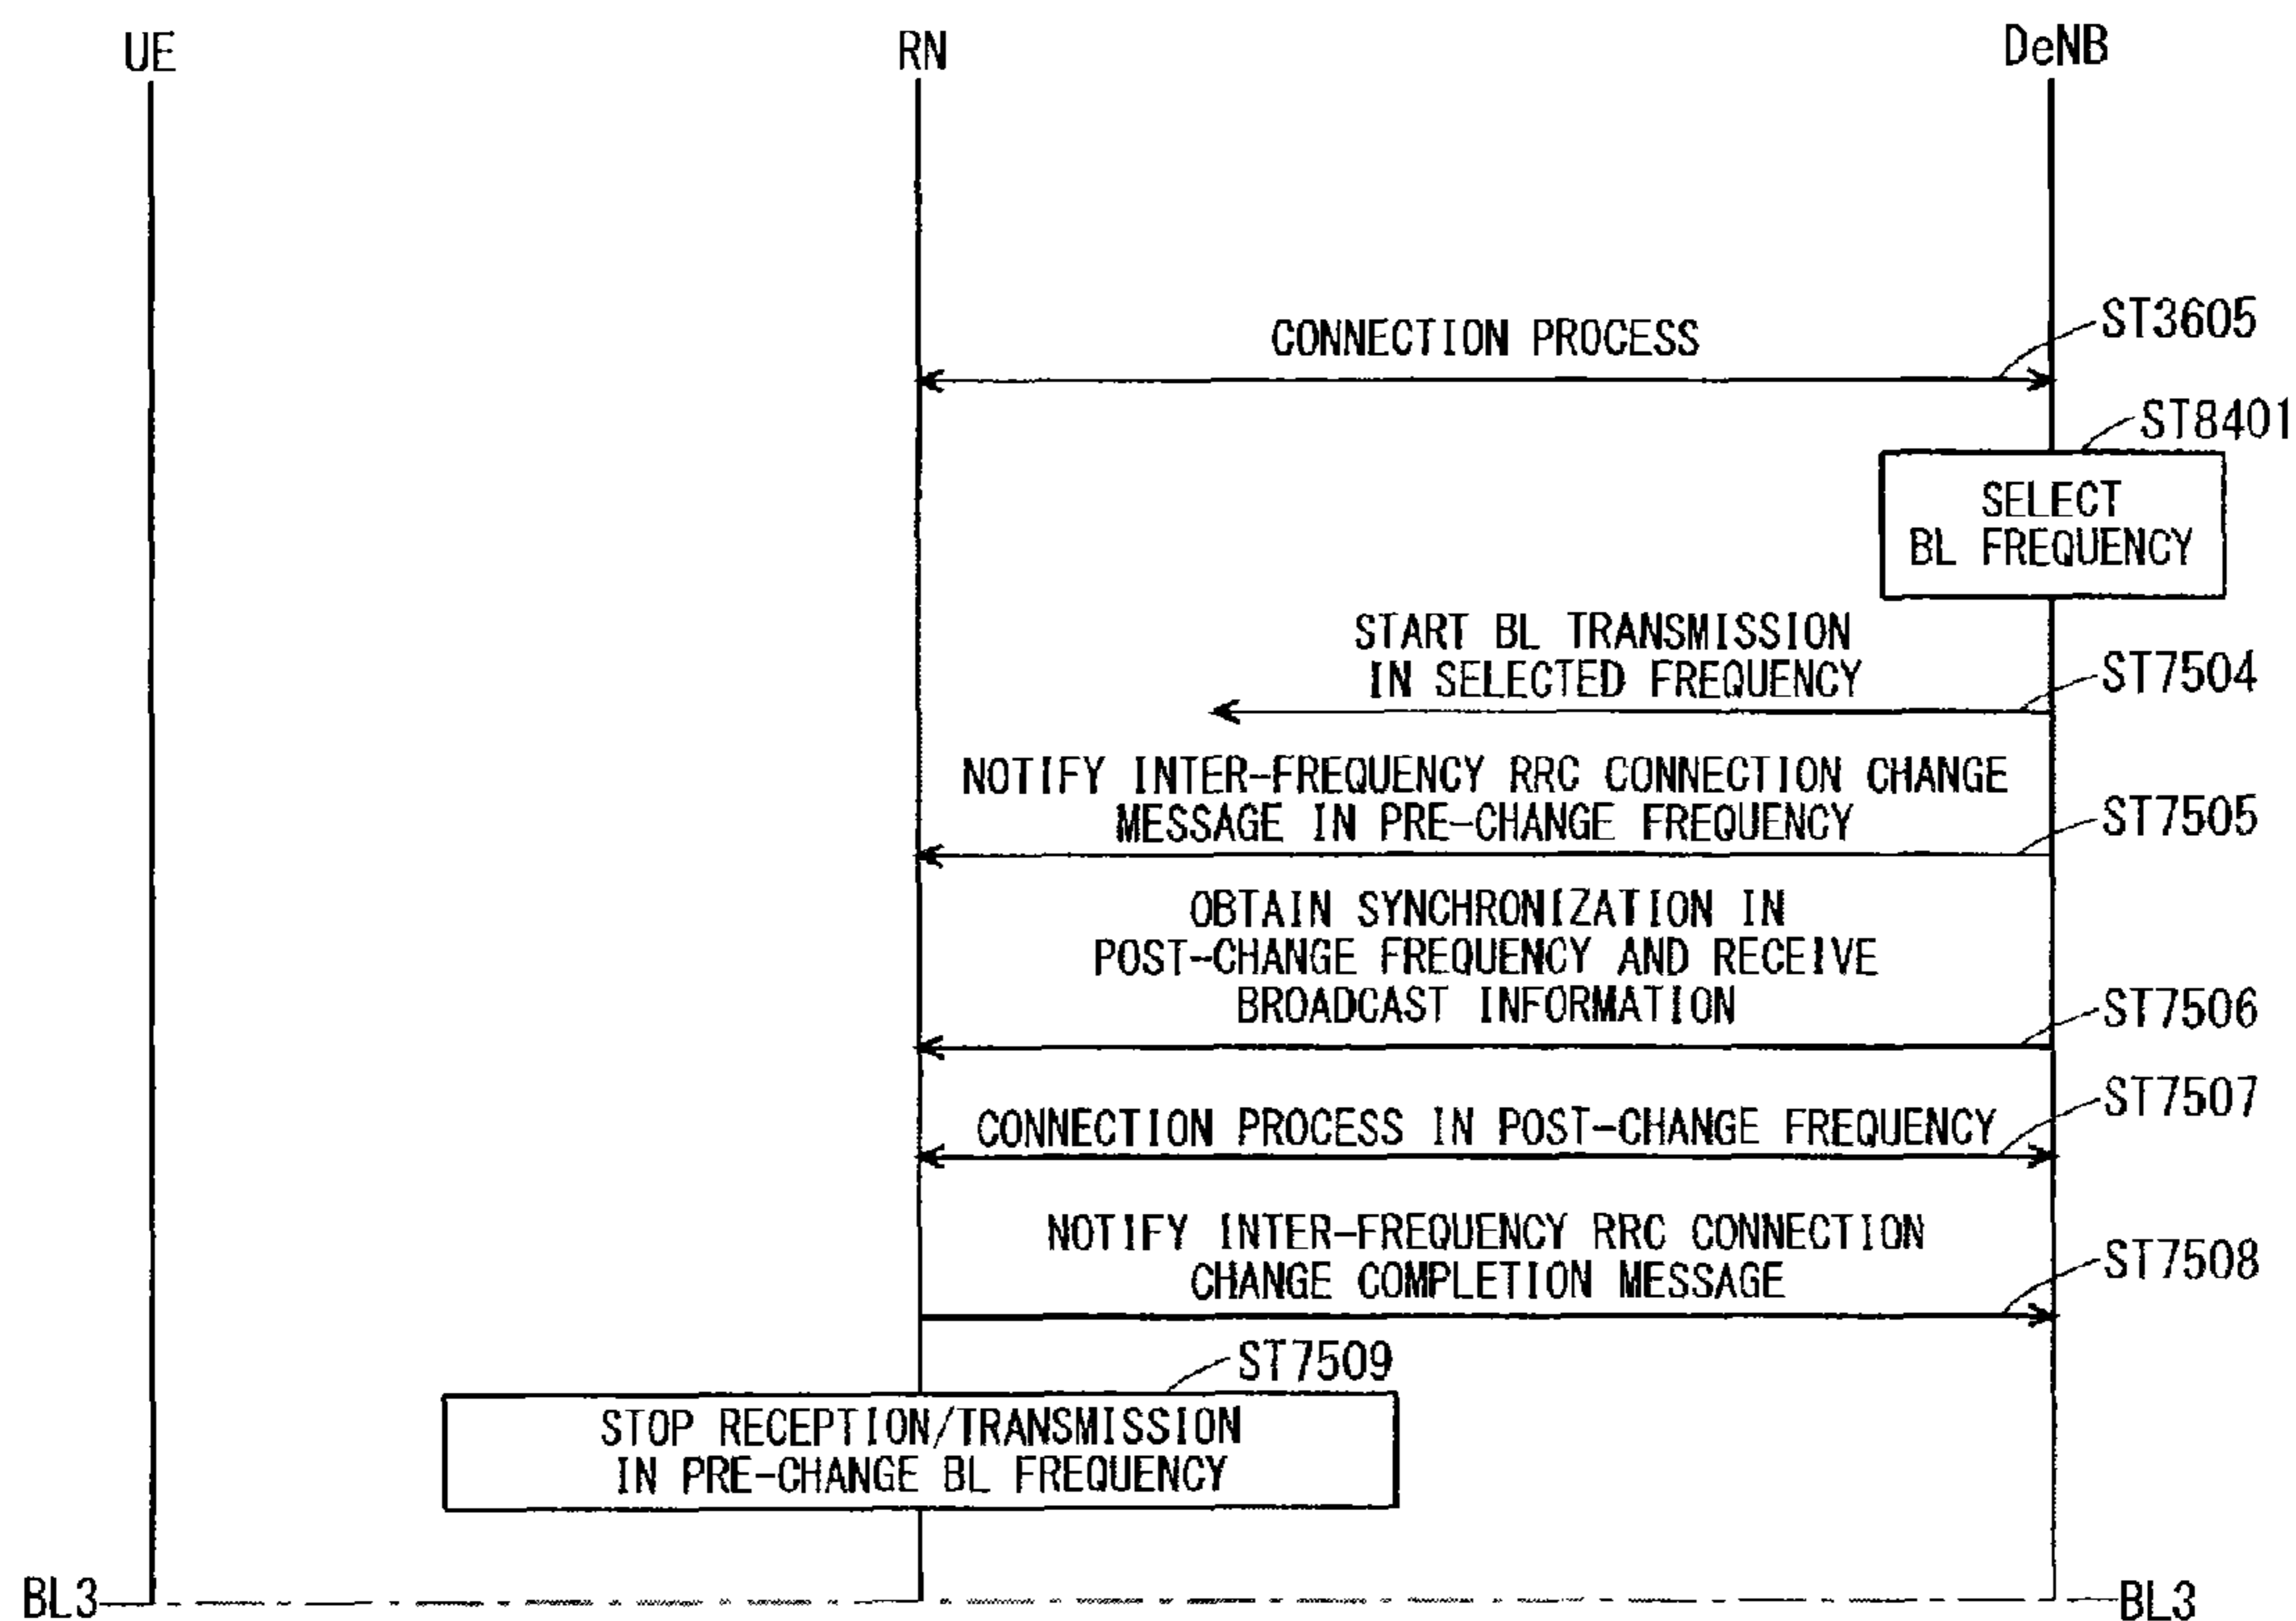 UE
RN
DeNB
CONNECTION PROCESS
ST3605
ST8401
SELECT
BL FREQUENCY
START BL TRANSMISSION
IN SELECTED FREQUENCY
ST7504
NOTIFY INTER-FREQUENCY RRC CONNECTION CHANGE
MESSAGE IN PRE-CHANGE FREQUENCY
ST7505
OBTAIN SYNCHRONIZATION IN
POST-CHANGE FREQUENCY AND RECEIVE
BROADCAST INFORMATION
ST7506
ST7507
CONNECTION PROCESS IN POST-CHANGE FREQUENCY
NOTIFY INTER-FREQUENCY RRC CONNECTION
CHANGE COMPLETION MESSAGE
ST7508
ST7509
STOP RECEPTION/TRANSMISSION
IN PRE-CHANGE BL FREQUENCY
BL3
BL3